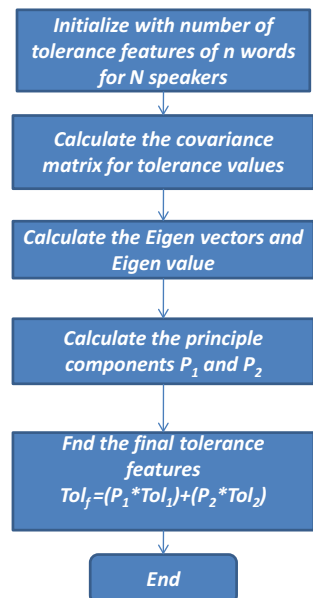 Initialize with number of
tolerance features of n words
for N speakers
Calculate the covariance
matrix for tolerance values
Calculate the Eigen vectors and
Eigen value
Calculate the principle
components P₁ and P₂
Fnd the final tolerance
features
Tol_f=(P₁*Tol₁)+(P₂*Tol₂)
End